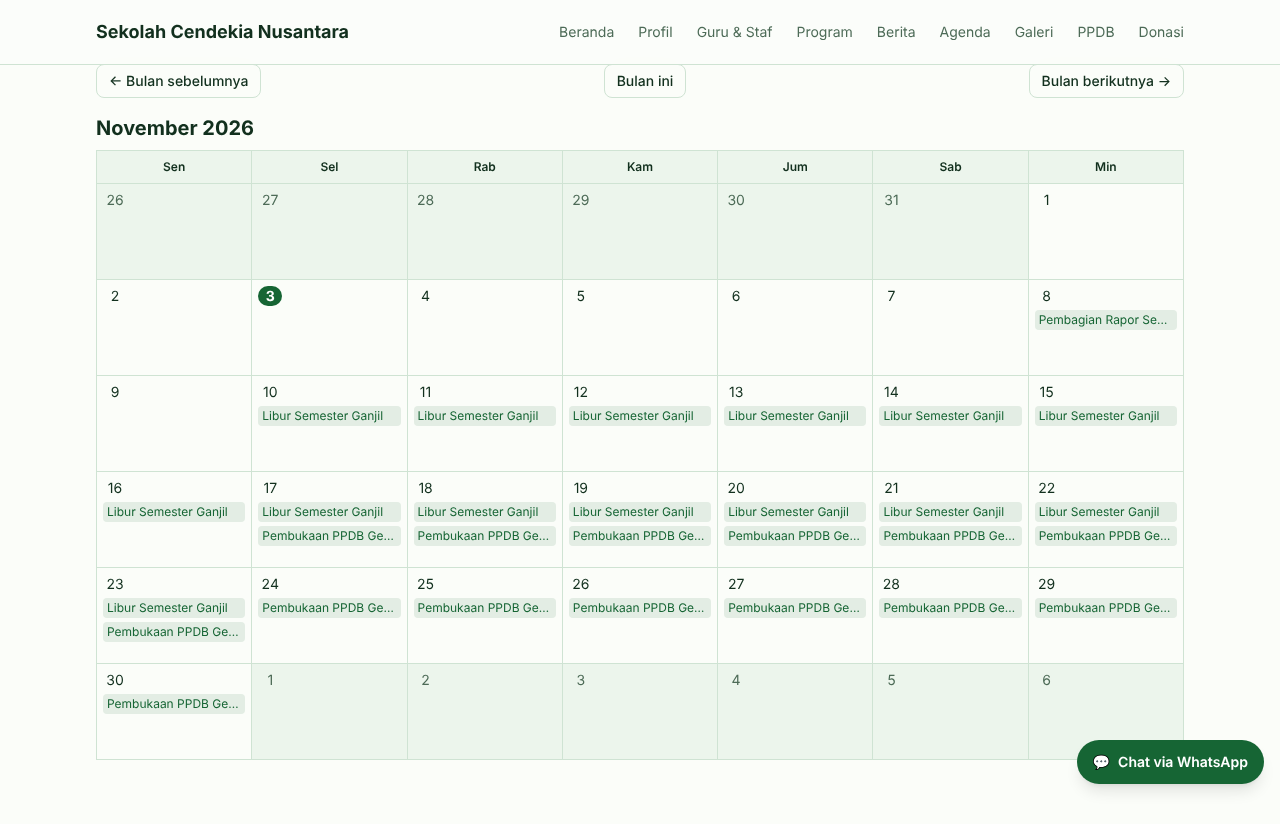 Sekolah Cendekia Nusantara Beranda Profil Guru & Staf Program Berita Agenda Galeri PPDB Donasi
← Bulan sebelumnya Bulan ini Bulan berikutnya →
November 2026
Sen Sel Rab Kam Jum Sab Min
26 27 28 29 30 31 1
2 3 4 5 6 7 8
Pembagian Rapor Se...
9 10 11 12 13 14 15
Libur Semester Ganjil Libur Semester Ganjil Libur Semester Ganjil Libur Semester Ganjil Libur Semester Ganjil Libur Semester Ganjil
16 17 18 19 20 21 22
Libur Semester Ganjil Libur Semester Ganjil Libur Semester Ganjil Libur Semester Ganjil Libur Semester Ganjil Libur Semester Ganjil Libur Semester Ganjil
Pembukaan PPDB Ge... Pembukaan PPDB Ge... Pembukaan PPDB Ge... Pembukaan PPDB Ge... Pembukaan PPDB Ge... Pembukaan PPDB Ge...
23 24 25 26 27 28 29
Libur Semester Ganjil Pembukaan PPDB Ge... Pembukaan PPDB Ge... Pembukaan PPDB Ge... Pembukaan PPDB Ge... Pembukaan PPDB Ge... Pembukaan PPDB Ge...
Pembukaan PPDB Ge...
30 1 2 3 4 5 6
Pembukaan PPDB Ge...
💬 Chat via WhatsApp